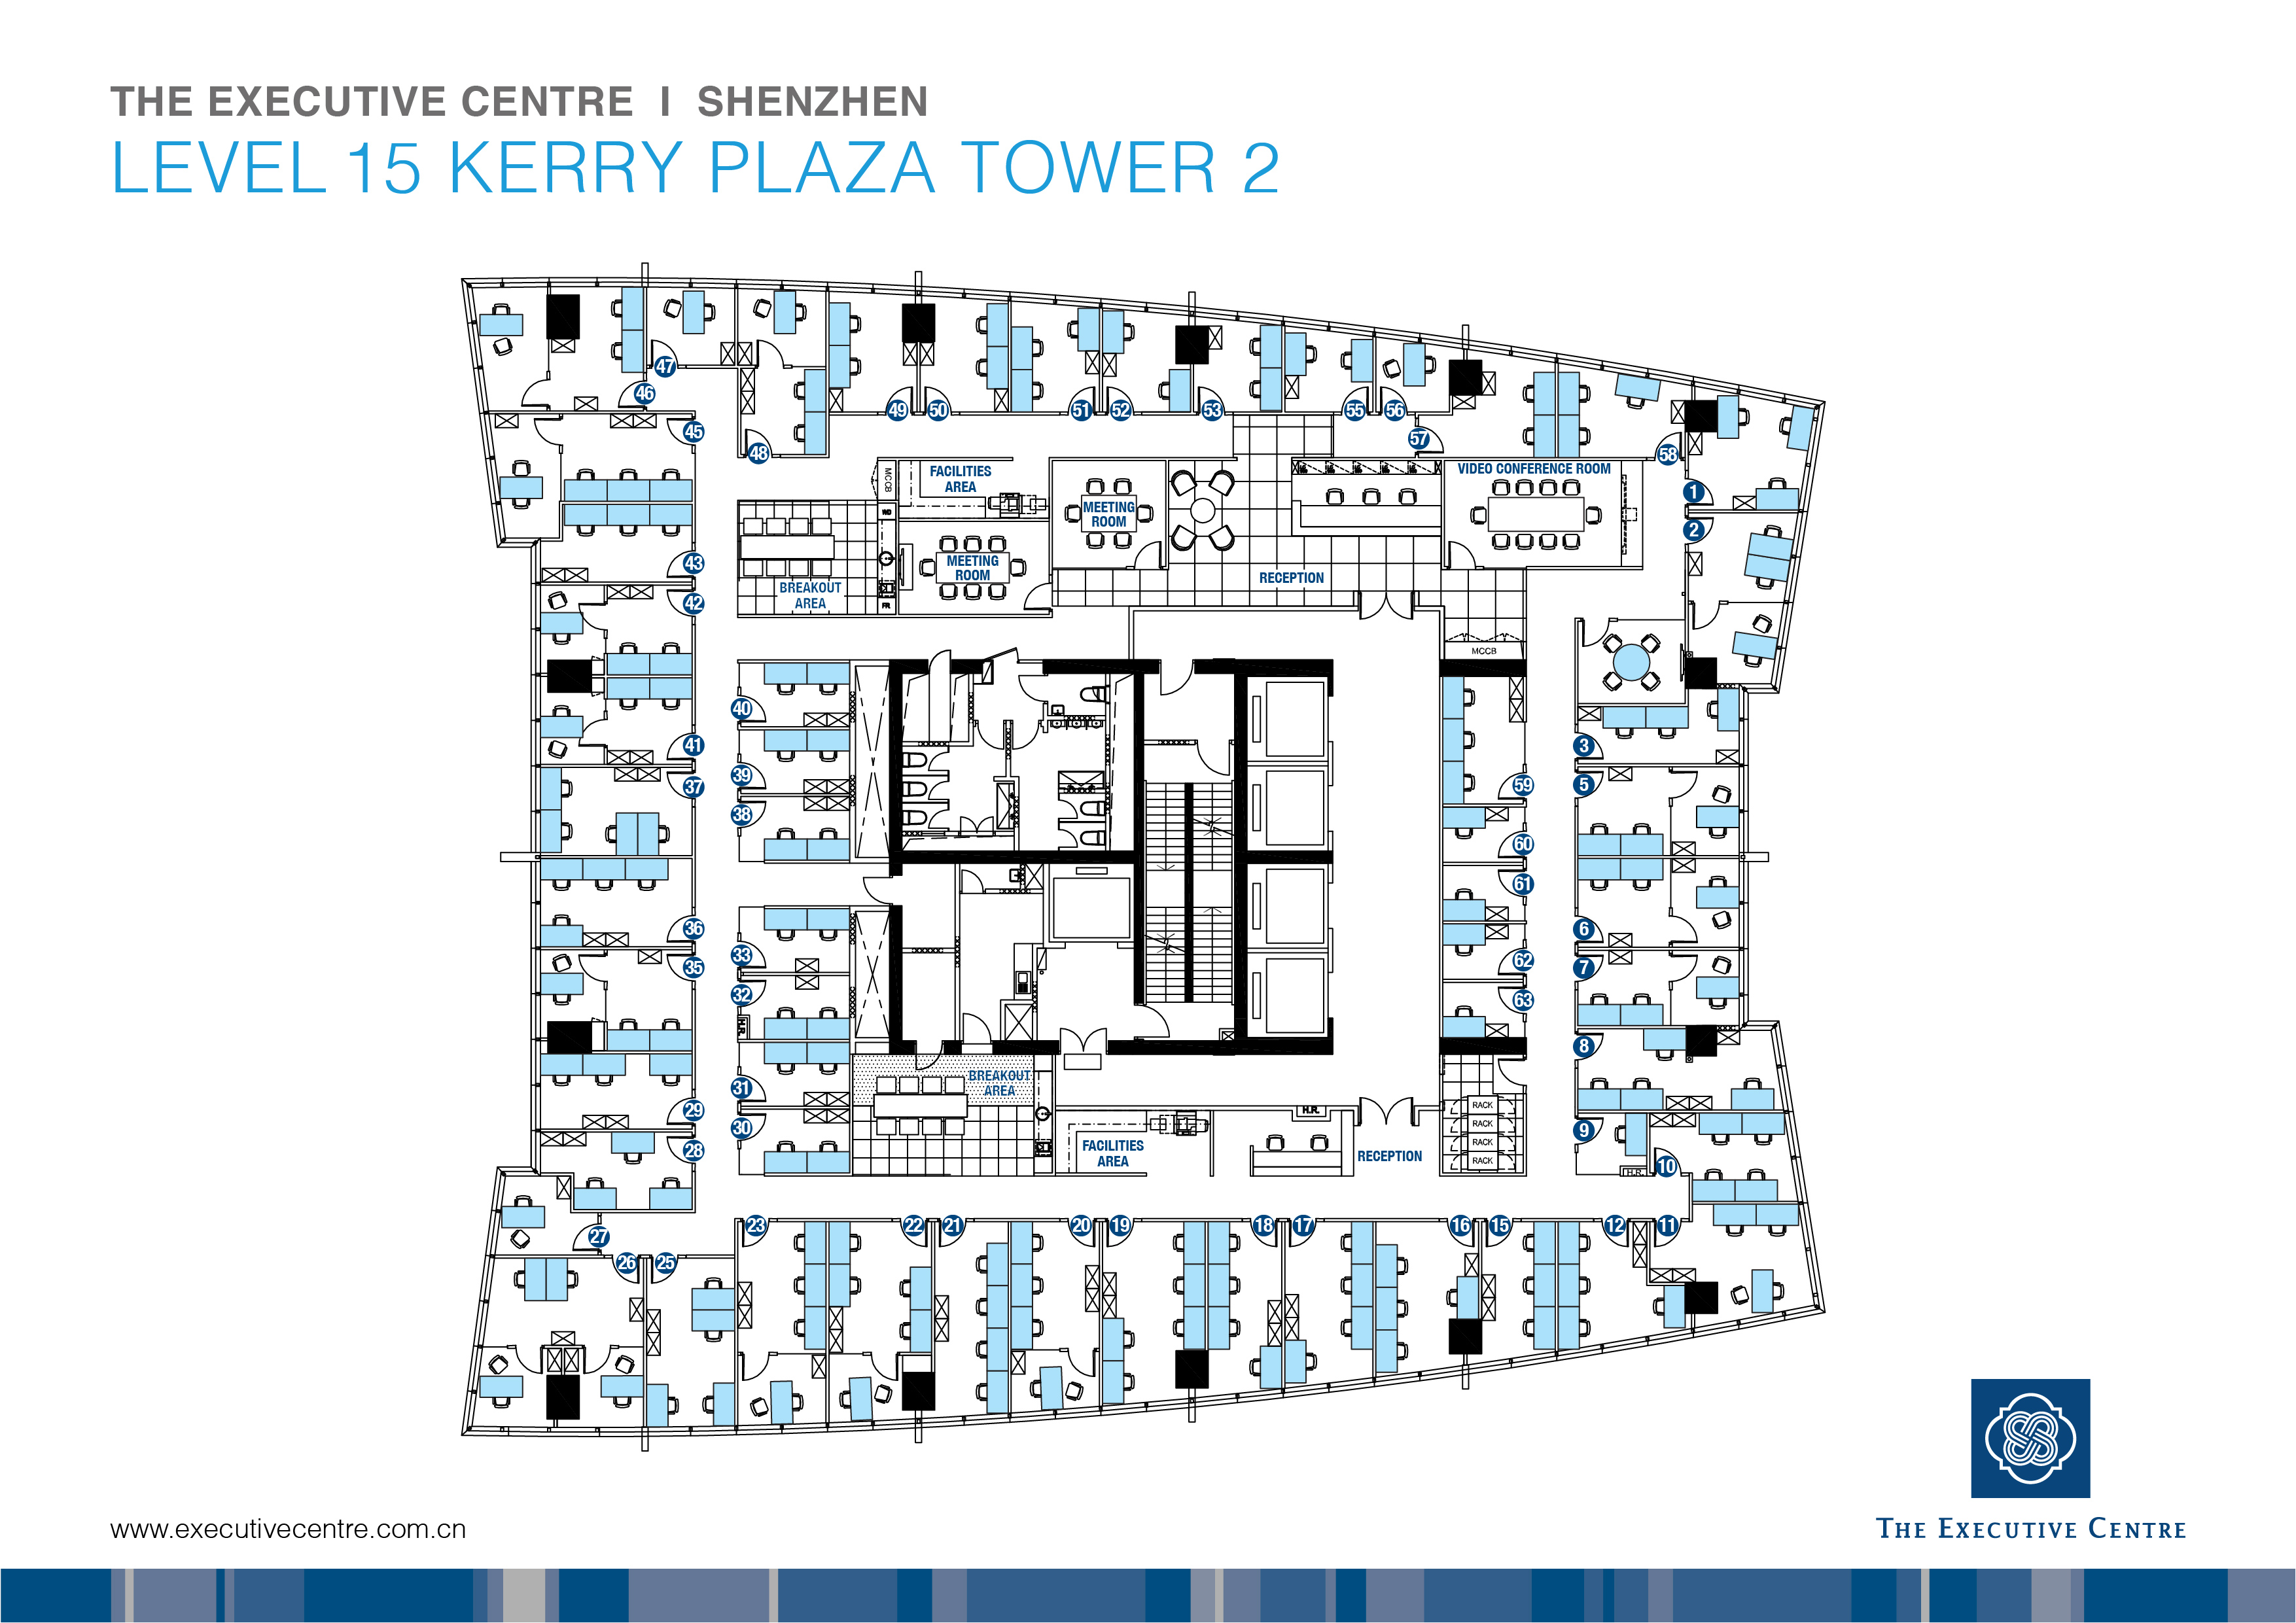 THE EXECUTIVE CENTRE I SHENZHEN
LEVEL 15 KERRY PLAZA TOWER 2
47
46
45
48
49
50
51
52
53
55
56
57
58
MCCB
FACILITIES
AREA
VIDEO CONFERENCE ROOM
MEETING
ROOM
1
2
43
42
BREAKOUT
AREA
FR.
MEETING
ROOM
RECEPTION
MCCB
40
41
3
39
37
38
59
5
60
61
36
33
35
32
H.R.
62
6
7
63
8
31
29
30
28
BREAKOUT
AREA
FACILITIES
AREA
H.R.
RECEPTION
RACK
RACK
RACK
RACK
9
10
H.R.
27
26
25
23
22
21
20
19
18
17
16
15
12
11
www.executivecentre.com.cn
THE EXECUTIVE CENTRE